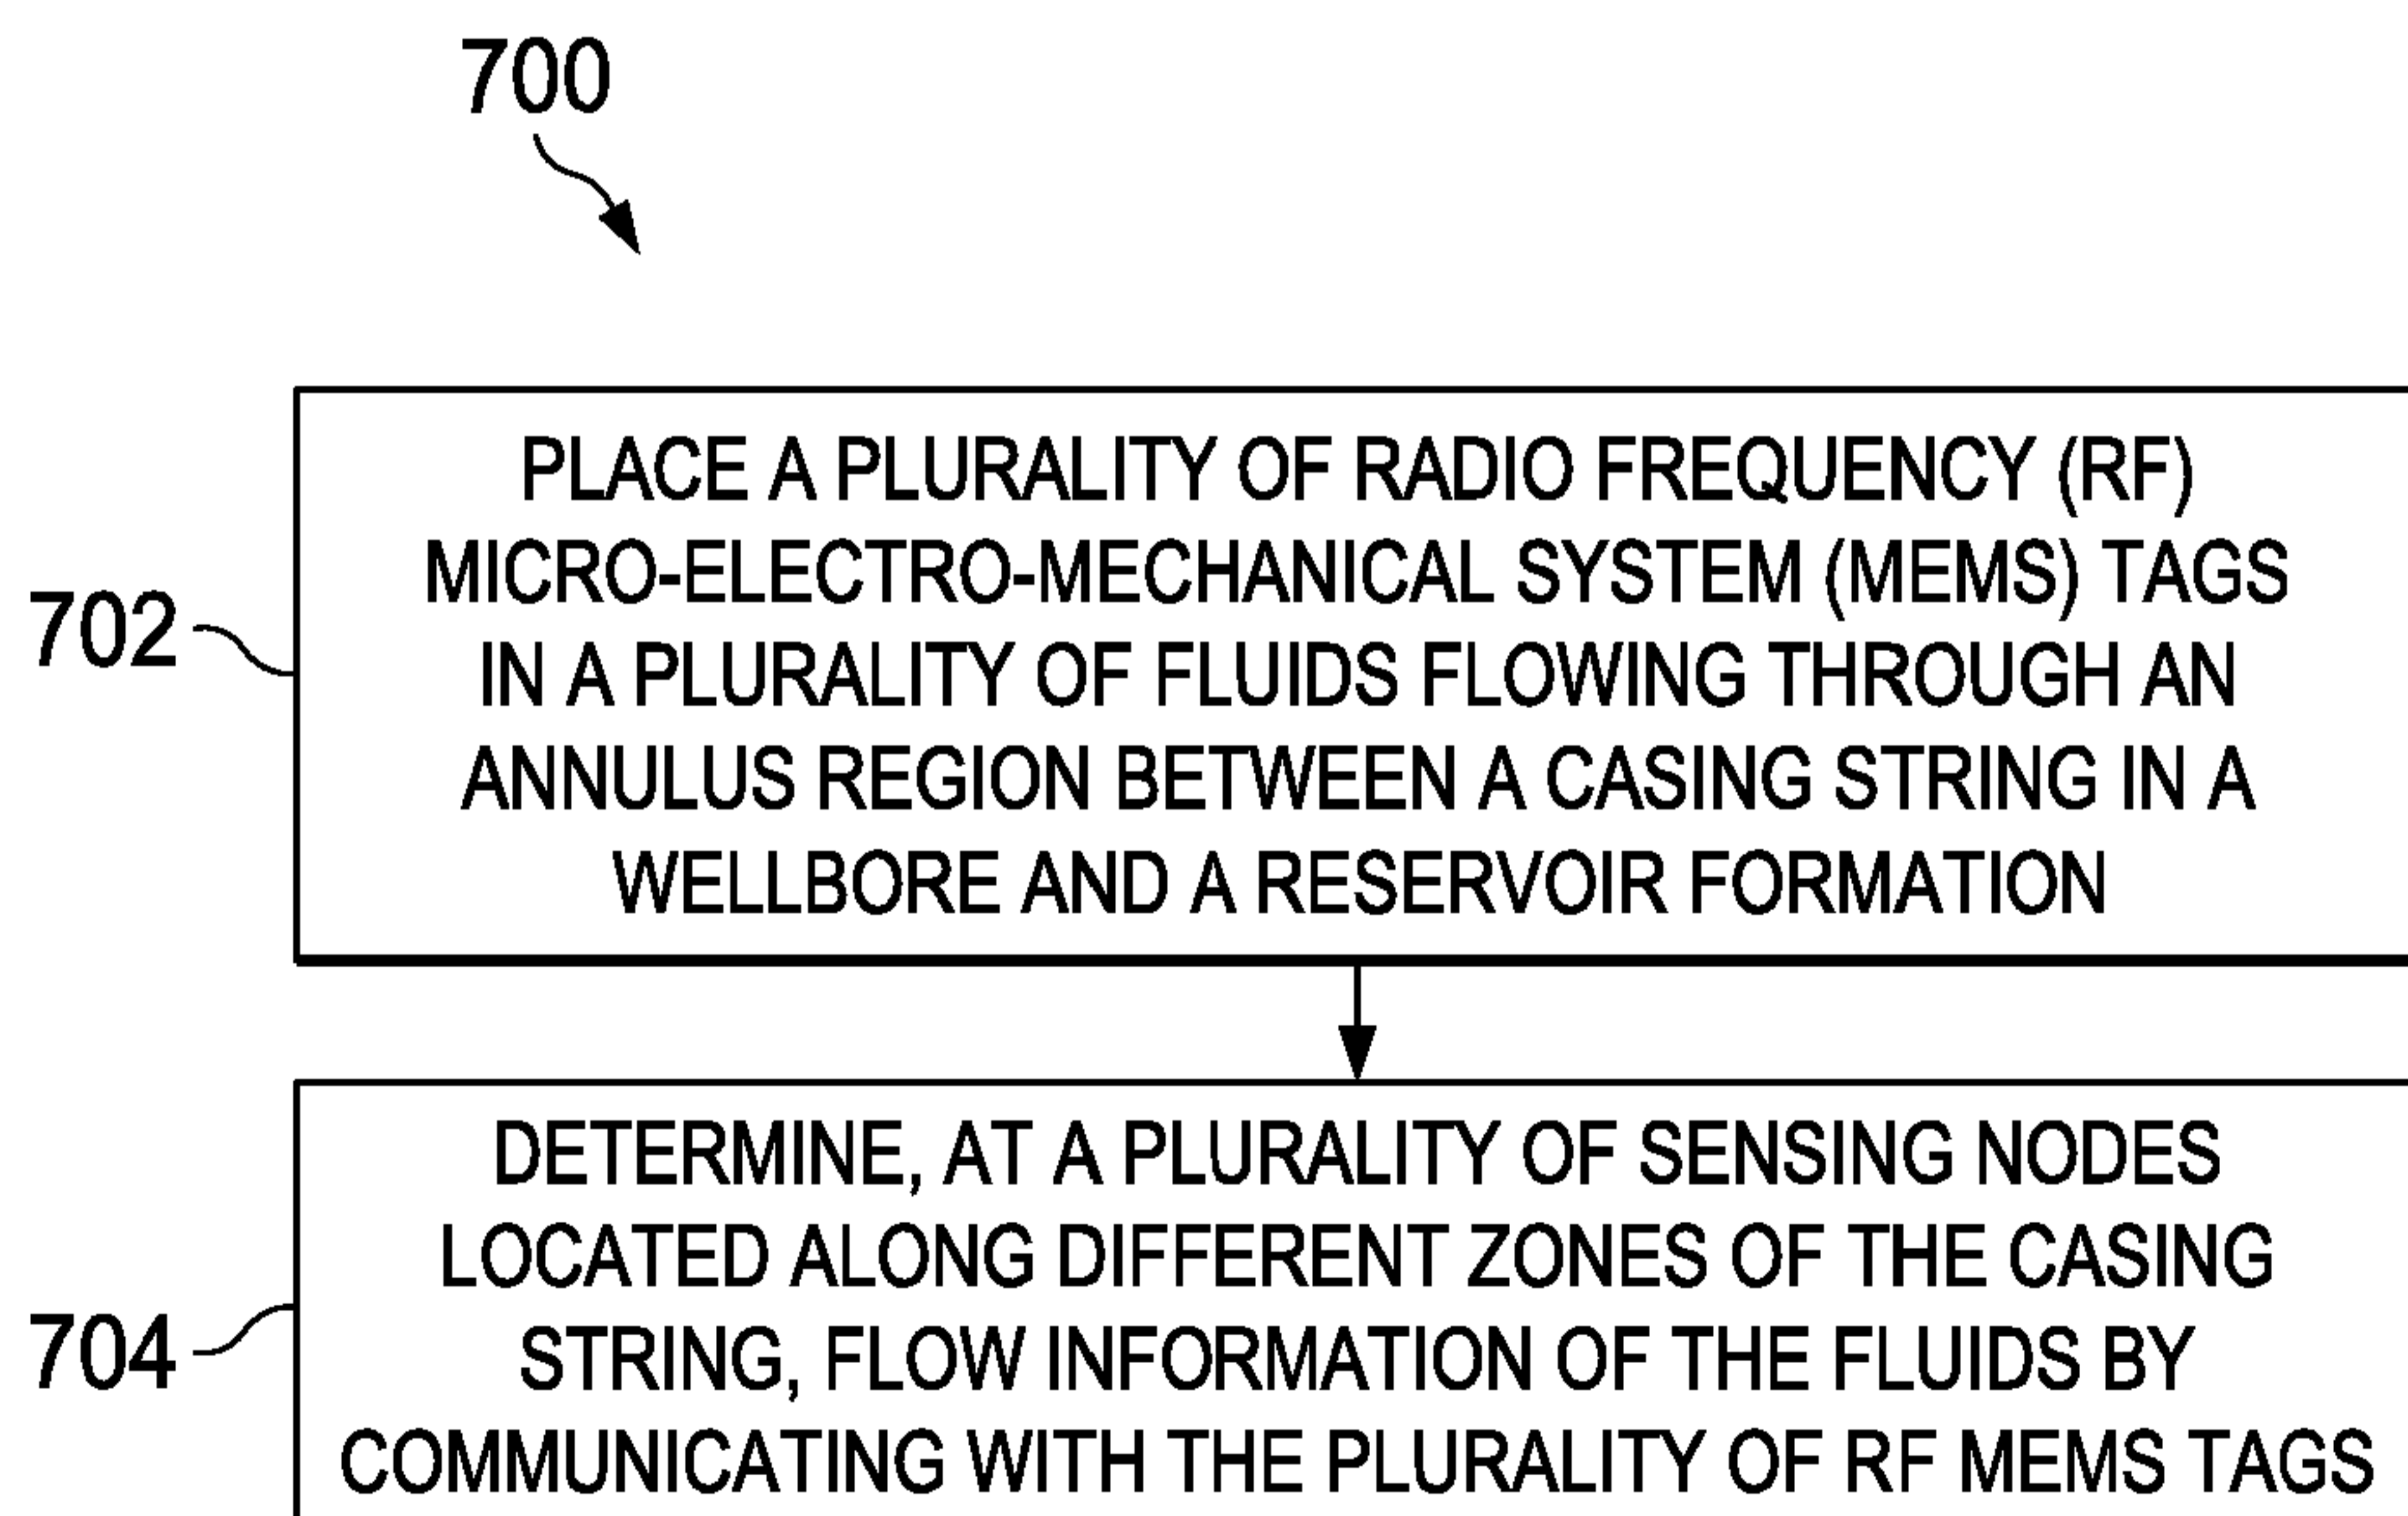 700
702
PLACE A PLURALITY OF RADIO FREQUENCY (RF)
MICRO-ELECTRO-MECHANICAL SYSTEM (MEMS) TAGS
IN A PLURALITY OF FLUIDS FLOWING THROUGH AN
ANNULUS REGION BETWEEN A CASING STRING IN A
WELLBORE AND A RESERVOIR FORMATION
704
DETERMINE, AT A PLURALITY OF SENSING NODES
LOCATED ALONG DIFFERENT ZONES OF THE CASING
STRING, FLOW INFORMATION OF THE FLUIDS BY
COMMUNICATING WITH THE PLURALITY OF RF MEMS TAGS